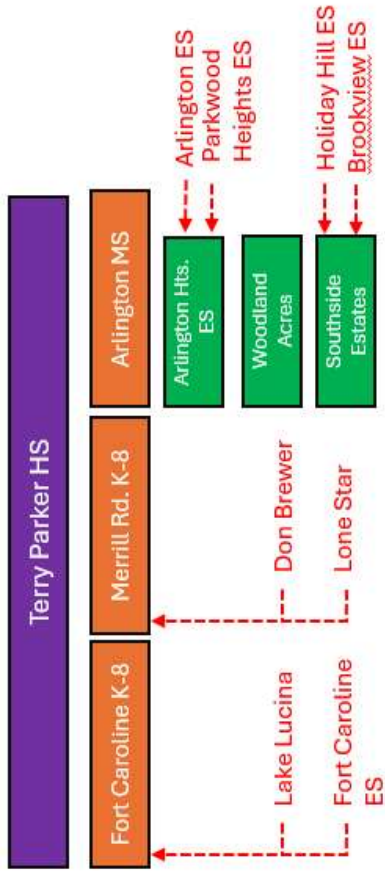 Terry Parker HS
Fort Caroline K-8
Merrill Rd. K-8
Arlington MS
Lake Lucina
Fort Caroline
ES
Don Brewer
Lone Star
Arlington Hts.
ES
Woodland
Acres
Southside
Estates
Arlington ES
Parkwood
Heights ES
Holiday Hill ES
Brookview ES